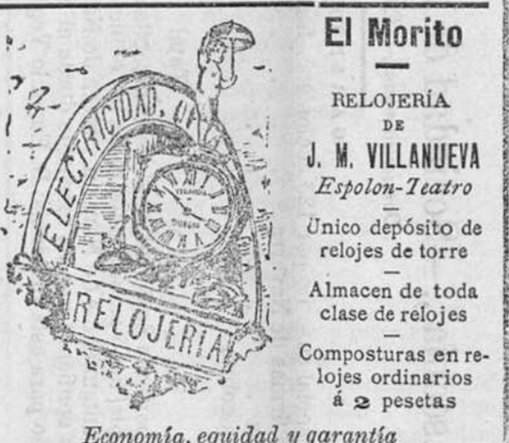 El Morito
RELOJERÍA
DE
J. M. VILLANUEVA
Espolon-Teatro
Único depósito de
relojes de torre
Almacen de toda
clase de relojes
Composturas en re-
lojes ordinarios
á 2 pesetas
ELECTRICIDAD,
RELOJERIA
Economía, equidad y garantía